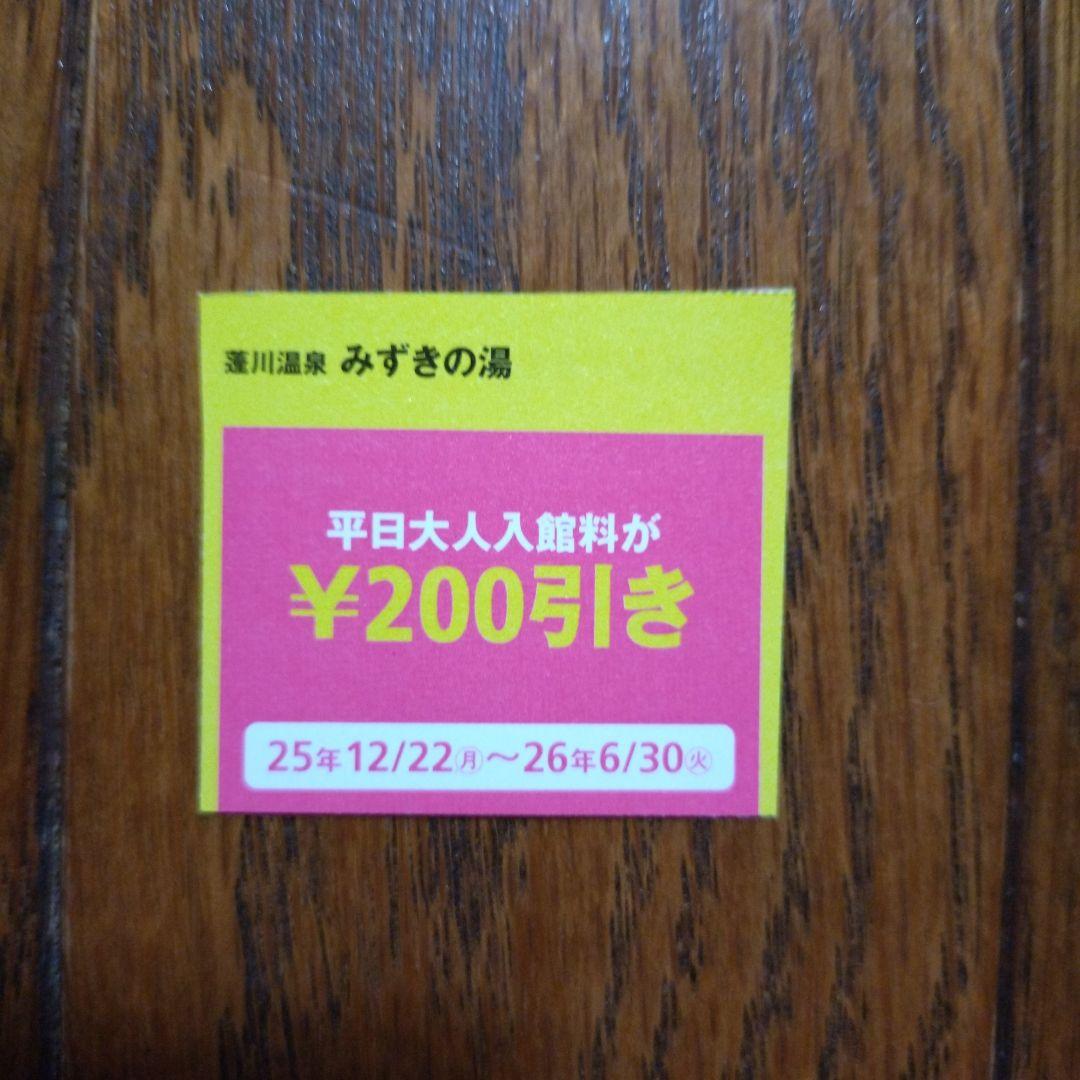 蓬川温泉 みずきの湯
平日大人入館料が
¥200引き
25年12/22㊊〜26年6/30㊋